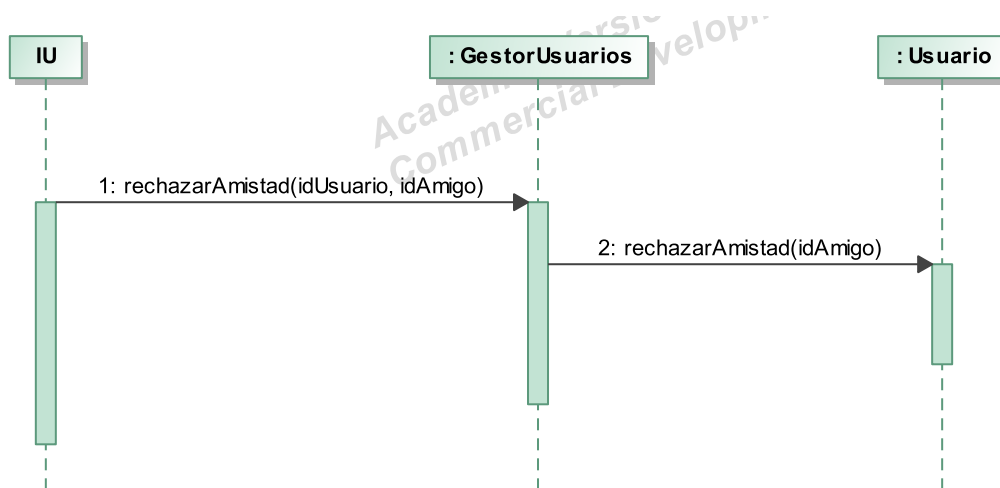 IU
: GestorUsuarios
: Usuario
1: rechazarAmistad(idUsuario, idAmigo)
2: rechazarAmistad(idAmigo)